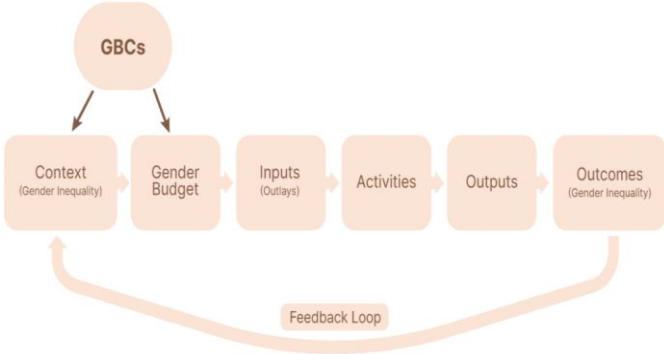 GBCs
Context
(Gender Inequality)
Gender
Budget
Inputs
(Outlays)
Activities
Outputs
Outcomes
(Gender Inequality)
Feedback Loop